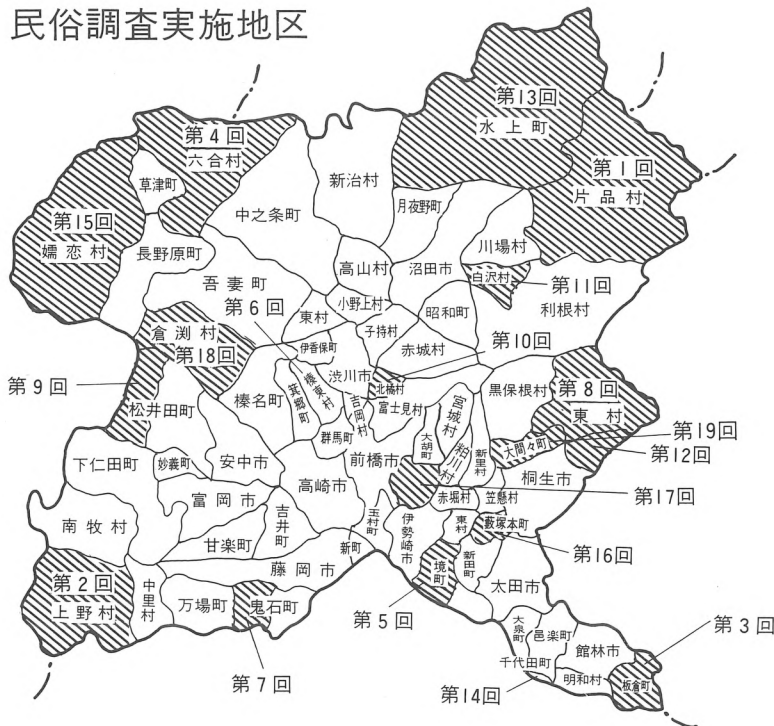 民俗調査実施地区
第13回
水上町
第4回
六合村
第1回
片品村
草津町
新治村
第15回
嬬恋村
中之条町
月夜野町
川場村
長野原町
高山村
沼田市
白沢村
第11回
吾妻町
利根村
第6回
小野上村
昭和町
東村
子持村
倉渕村
第18回
伊香保町
赤城村
第10回
渋川市
北橘村
第9回
榛名町
箕郷町
榛東村
吉岡村
富士見村
宮城村
黒保根村
第8回
東村
松井田町
群馬町
大胡町
粕川村
新里村
大間々町
第19回
第12回
下仁田町
妙義町
安中市
前橋市
桐生市
高崎市
第17回
富岡市
赤堀村
笠懸村
南牧村
吉井町
玉村町
伊勢崎市
東村
藪塚本町
第16回
甘楽町
新町
藤岡市
境町
新田町
太田市
第2回
上野村
中里村
万場町
鬼石町
第5回
第7回
大泉町
邑楽町
館林市
第3回
千代田町
明和村
板倉町
第14回